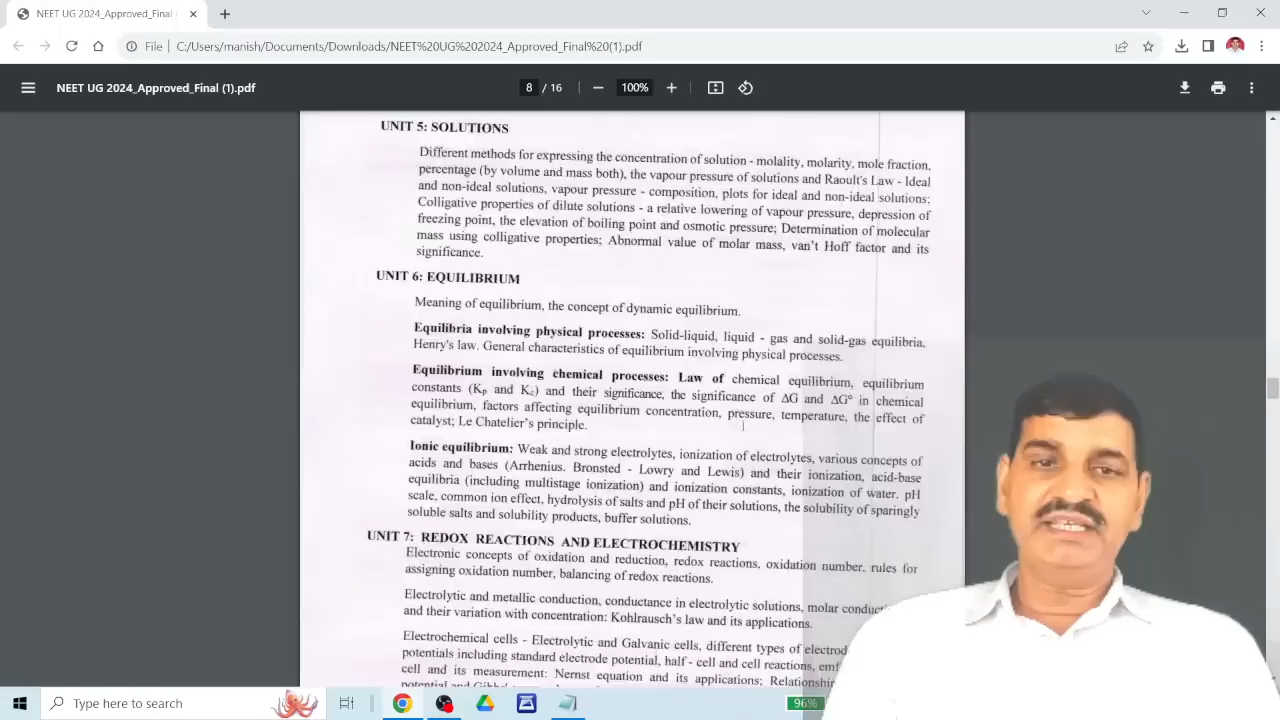 NEET UG 2024_Approved_Final
File | C:/Users/manish/Documents/Downloads/NEET%20UG%202024_Approved_Final%20(1).pdf
NEET UG 2024_Approved_Final (1).pdf
8 / 16
100%
UNIT 5: SOLUTIONS
Different methods for expressing the concentration of solution - molality, molarity, mole fraction,
percentage (by volume and mass both), the vapour pressure of solutions and Raoult's Law - Ideal
and non-ideal solutions, vapour pressure - composition, plots for ideal and non-ideal solutions;
Colligative properties of dilute solutions - a relative lowering of vapour pressure, depression of
freezing point, the elevation of boiling point and osmotic pressure; Determination of molecular
mass using colligative properties; Abnormal value of molar mass, van't Hoff factor and its
significance.
UNIT 6: EQUILIBRIUM
Meaning of equilibrium, the concept of dynamic equilibrium.
Equilibria involving physical processes: Solid-liquid, liquid - gas and solid-gas equilibria,
Henry's law. General characteristics of equilibrium involving physical processes.
Equilibrium involving chemical processes: Law of chemical equilibrium, equilibrium
constants (Kp and Kc) and their significance, the significance of ΔG and ΔG° in chemical
equilibrium, factors affecting equilibrium concentration, pressure, temperature, the effect of
catalyst; Le Chatelier's principle.
Ionic equilibrium: Weak and strong electrolytes, ionization of electrolytes, various concepts of
acids and bases (Arrhenius. Bronsted - Lowry and Lewis) and their ionization, acid-base
equilibria (including multistage ionization) and ionization constants, ionization of water. pH
scale, common ion effect, hydrolysis of salts and pH of their solutions, the solubility of sparingly
soluble salts and solubility products, buffer solutions.
UNIT 7: REDOX REACTIONS AND ELECTROCHEMISTRY
Electronic concepts of oxidation and reduction, redox reactions, oxidation number, rules for
assigning oxidation number, balancing of redox reactions.
Electrolytic and metallic conduction, conductance in electrolytic solutions, molar
and their variation with concentration: Kohlrausch's law and its applications.
Electrochemical cells - Electrolytic and Galvanic cells, different types of
potentials including standard electrode potential, half - cell and cell reactions,
cell and its measurement: Nernst equation and its applications;
potential and
Type here to search
96%